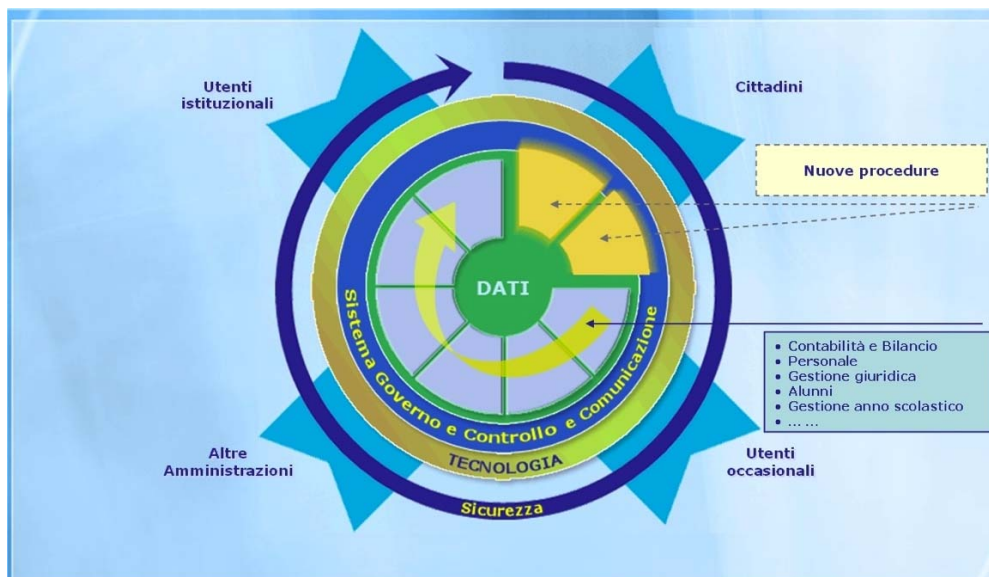 Utenti
istituzionali
Cittadini
Nuove procedure
DATI
Sistema Governo e Controllo e Comunicazione
• Contabilità e Bilancio
• Personale
• Gestione giuridica
• Alunni
• Gestione anno scolastico
• ... ...
Altre
Amministrazioni
TECNOLOGIA
Utenti
occasionali
Sicurezza